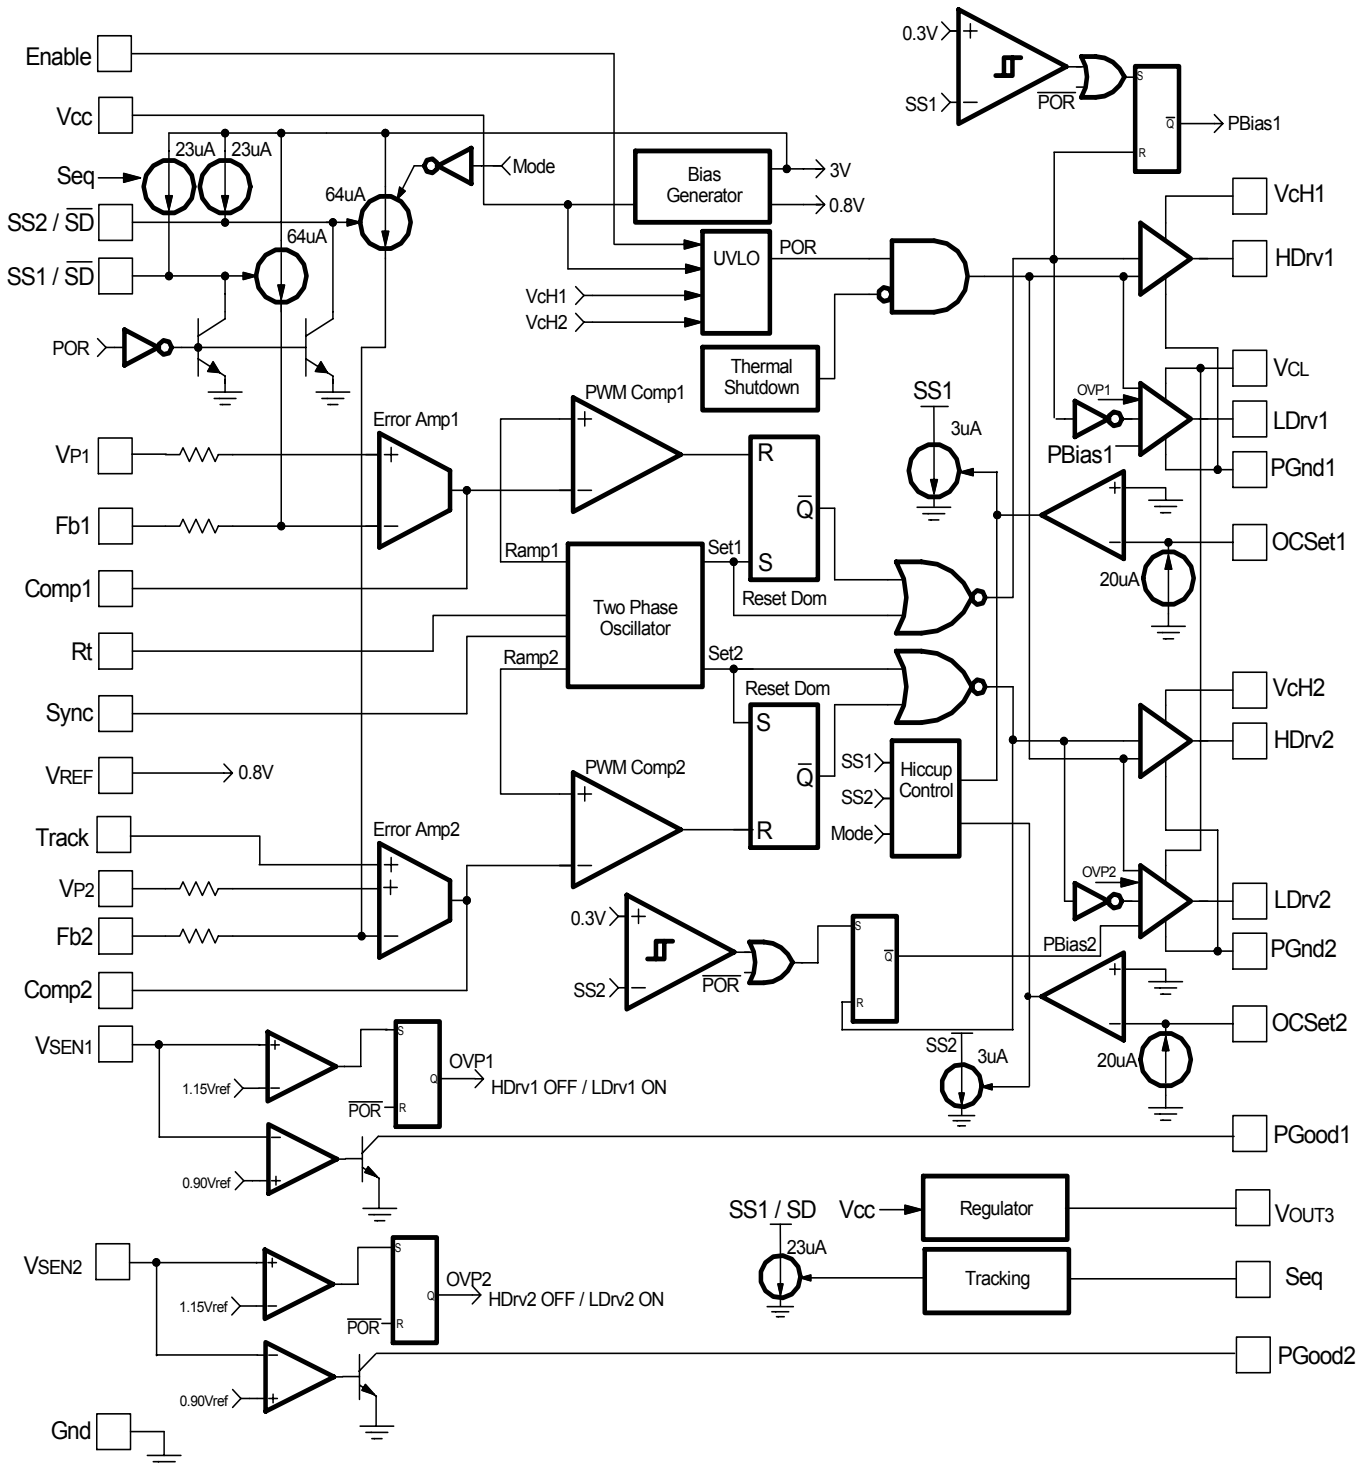 Enable
Vcc
Seq
SS2 / SD
SS1 / SD
POR
23uA
23uA
64uA
64uA
Mode
Bias
Generator
3V
0.8V
UVLO
POR
VcH1
VcH2
Thermal
Shutdown
0.3V
+
SS1
−
POR
S
Q
R
PBias1
VcH1
HDrv1
VCL
OVP1
LDrv1
PBias1
PGnd1
SS1
3uA
+
−
OCSet1
20uA
VP1
Fb1
Comp1
Rt
Sync
VREF
0.8V
Track
VP2
Fb2
Comp2
Error Amp1
+
−
PWM Comp1
+
−
R
Q
S
Reset Dom
Ramp1
Set1
Two Phase
Oscillator
Ramp2
Set2
Reset Dom
S
Q
R
PWM Comp2
+
−
Error Amp2
+
+
−
SS1
SS2
Mode
Hiccup
Control
VcH2
HDrv2
OVP2
LDrv2
PBias2
PGnd2
0.3V
+
SS2
−
POR
S
Q
R
+
−
OCSet2
20uA
SS2
3uA
VSEN1
+
1.15Vref
−
S
Q
POR
R
OVP1
HDrv1 OFF / LDrv1 ON
−
0.90Vref
+
PGood1
SS1 / SD
23uA
Vcc
Regulator
VOUT3
Tracking
Seq
VSEN2
+
1.15Vref
−
S
Q
POR
R
OVP2
HDrv2 OFF / LDrv2 ON
−
0.90Vref
+
PGood2
Gnd